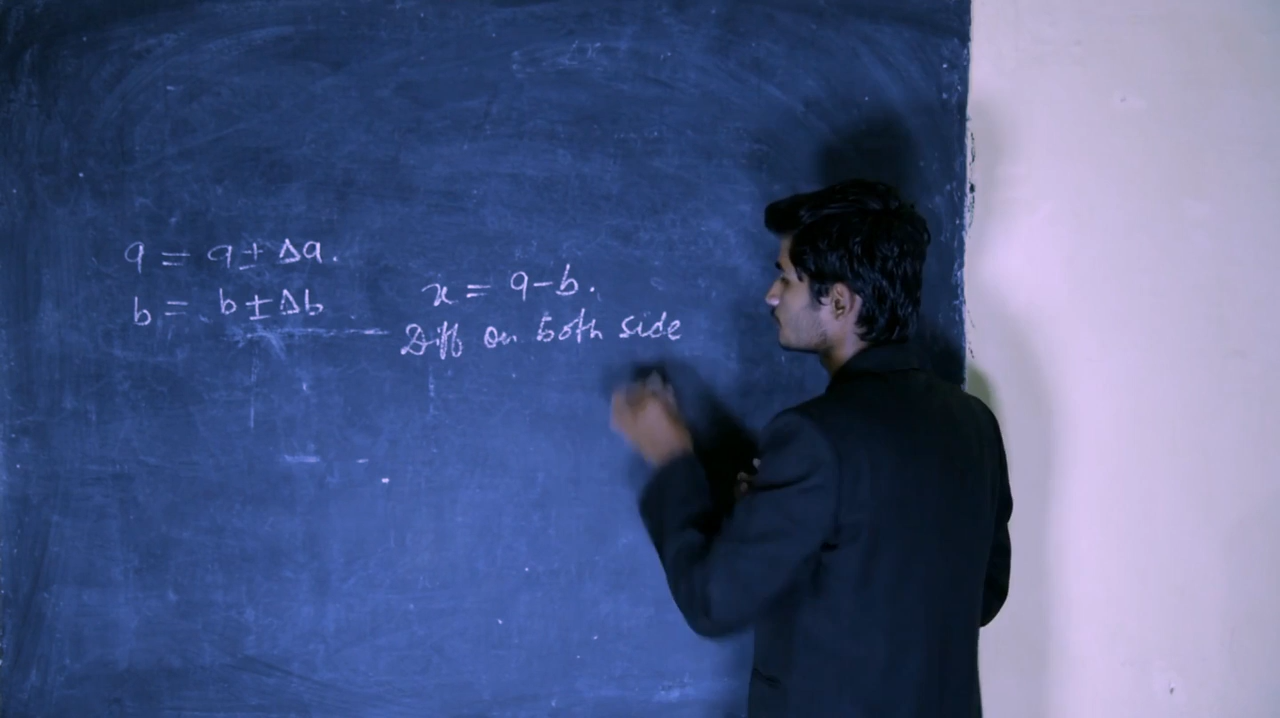 a = a ± Δa.
b = b ± Δb
x = a - b.
Diff on both side